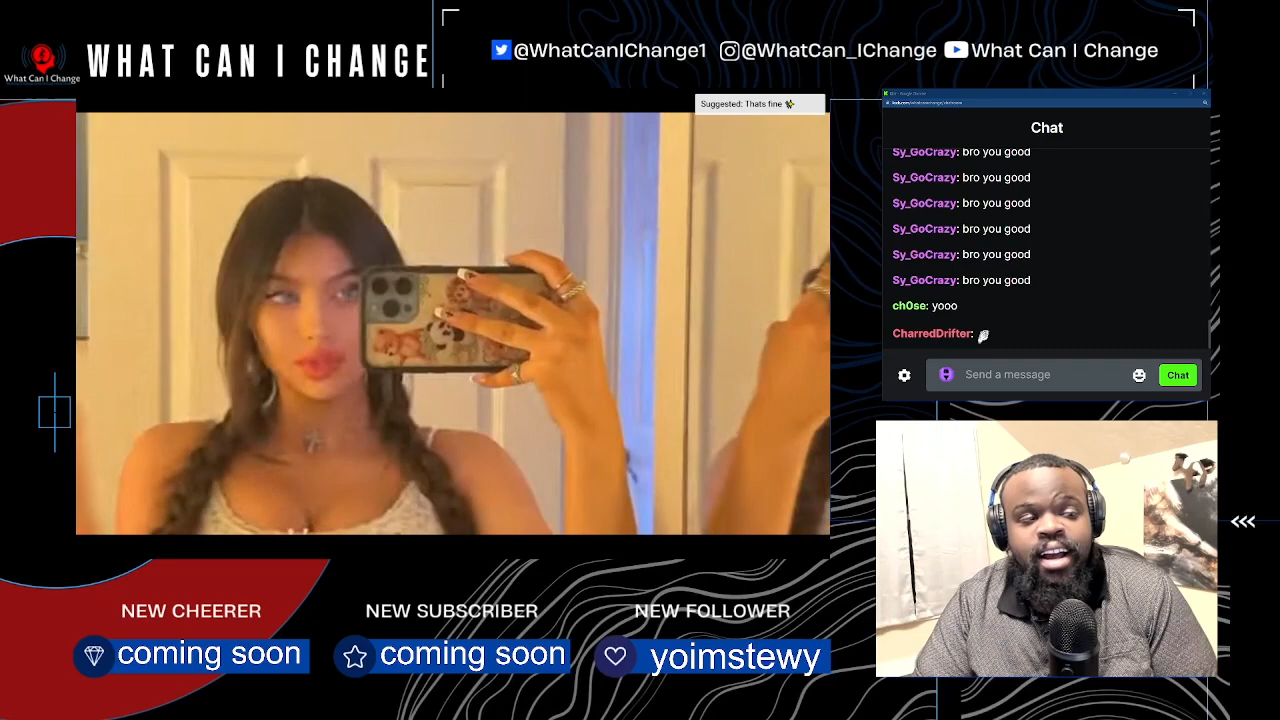 What Can I Change
WHAT CAN I CHANGE
@WhatCanIChange1 @WhatCan_IChange What Can I Change
Suggested: Thats fine
Chat
Sy_GoCrazy: bro you good
Sy_GoCrazy: bro you good
Sy_GoCrazy: bro you good
Sy_GoCrazy: bro you good
Sy_GoCrazy: bro you good
Sy_GoCrazy: bro you good
ch0se: yooo
CharredDrifter:
Send a message
Chat
NEW CHEERER
NEW SUBSCRIBER
NEW FOLLOWER
coming soon
coming soon
yoimstewy